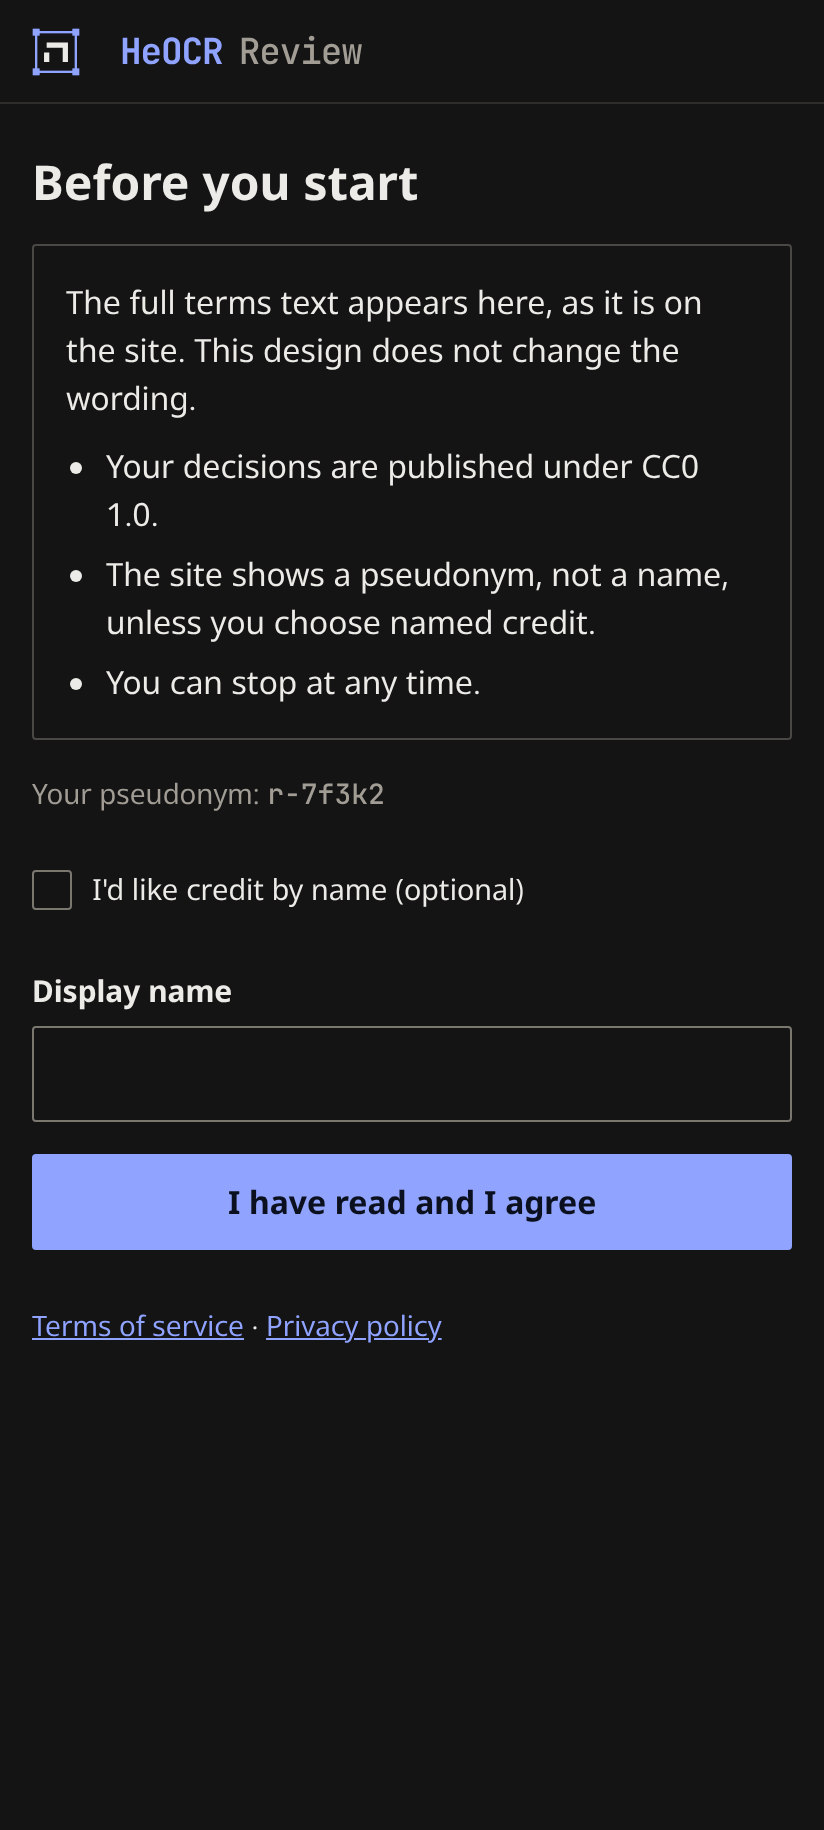 HeOCR Review
Before you start
The full terms text appears here, as it is on
the site. This design does not change the
wording.
• Your decisions are published under CC0
1.0.
• The site shows a pseudonym, not a name,
unless you choose named credit.
• You can stop at any time.
Your pseudonym: r-7f3k2
I'd like credit by name (optional)
Display name
I have read and I agree
Terms of service · Privacy policy